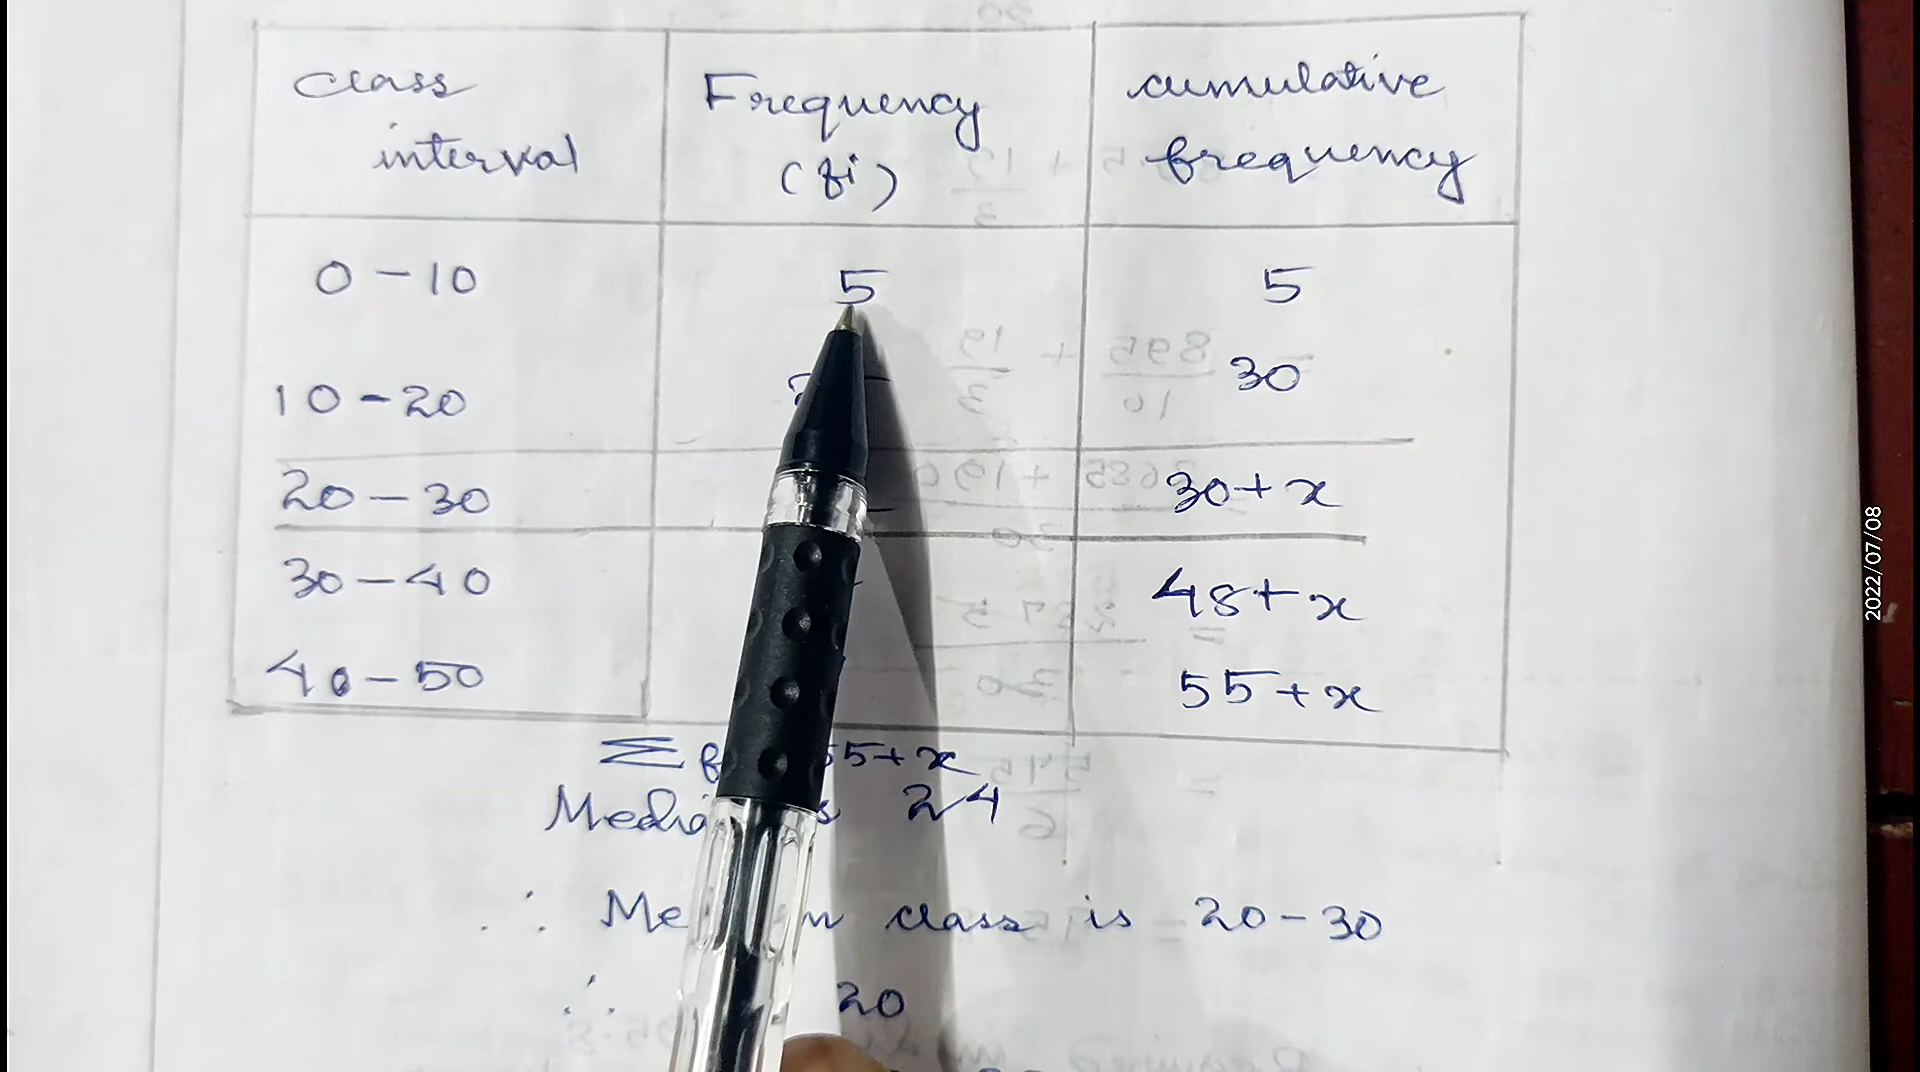 class interval
Frequency (fi)
cumulative frequency
0 - 10 5 5
10 - 20 30
20 - 30 30 + x
30 - 40 48 + x
40 - 50 55 + x
Σ f 55 + x
24
class is 20 - 30
∴ 20
2022/07/08